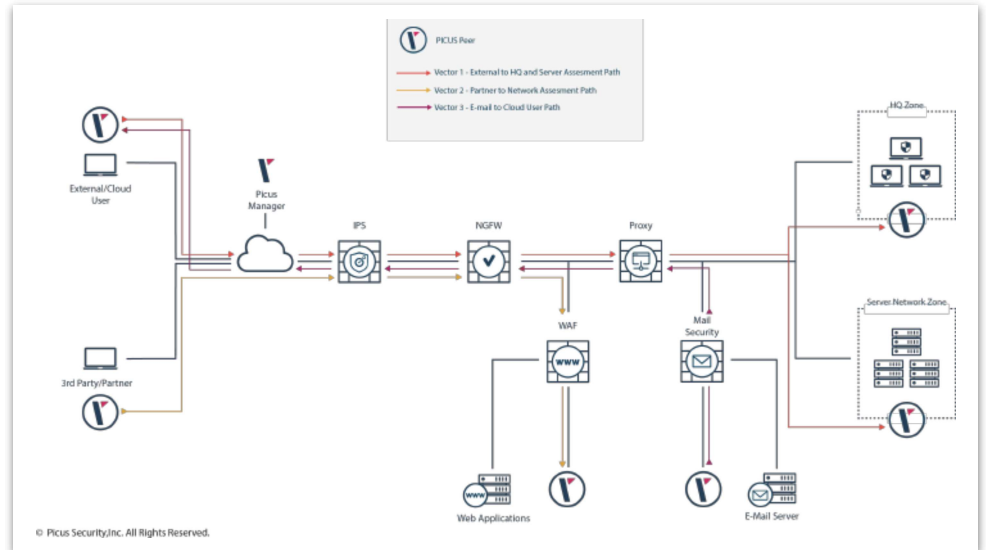 PICUS Peer
Vector 1 - External to HQ and Server Assesment Path
Vector 2 - Partner to Network Assesment Path
Vector 3 - E-mail to Cloud User Path
HQ Zone
External/Cloud
User
Picus
Manager
IPS
NGFW
Proxy
Server Network Zone
WAF
www
Mail
Security
3rd Party/Partner
www
Web Applications
E-Mail Server
© Picus Security,Inc. All Rights Reserved.